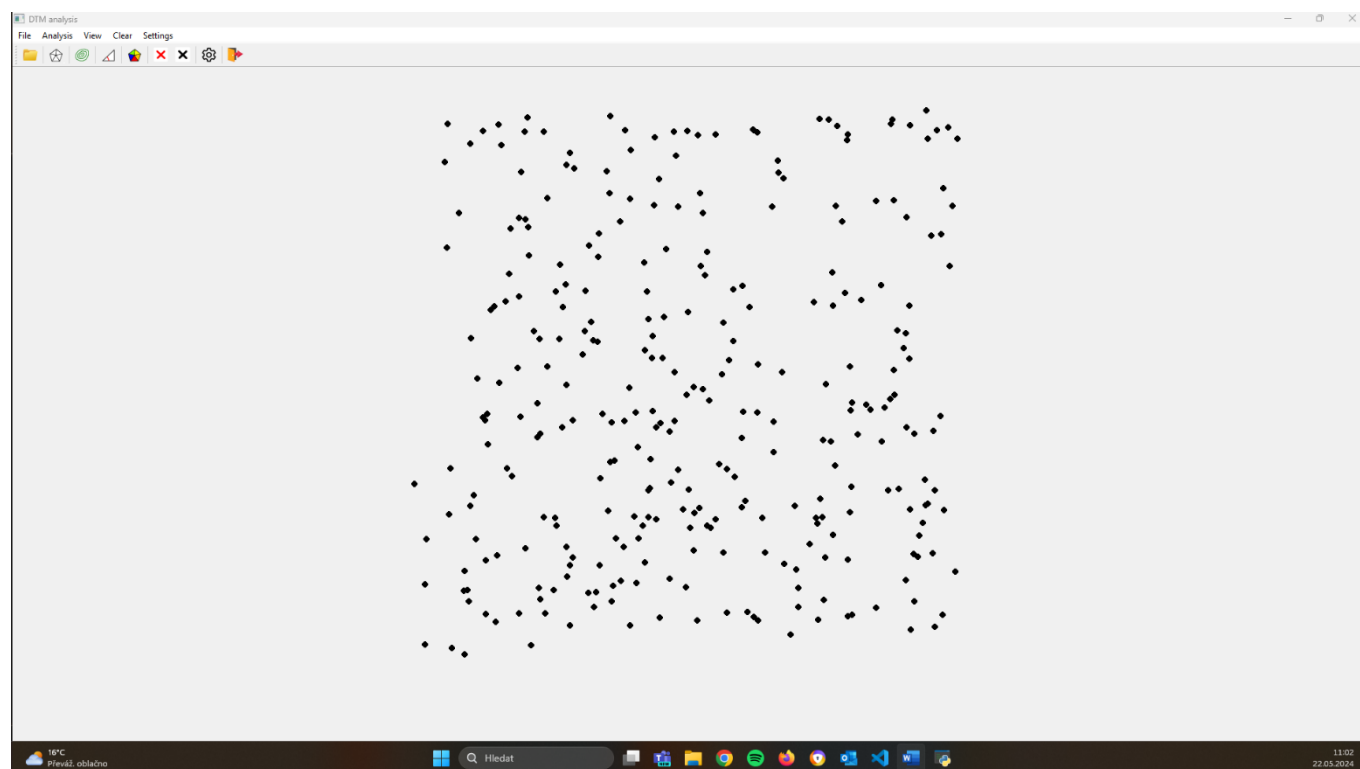 DTM analysis
File Analysis View Clear Settings
16°C
Převáž. oblačno
Hledat
11:02
22.05.2024